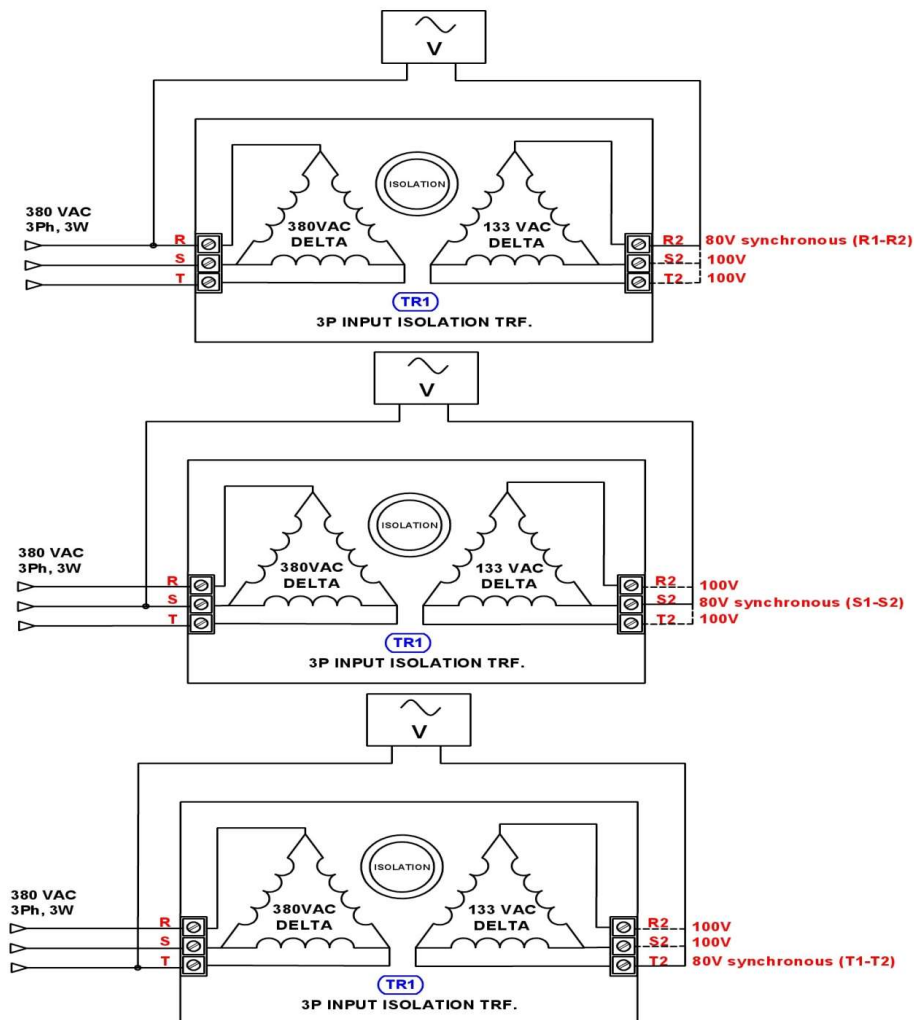 V
380 VAC
3Ph, 3W
R
S
T
380VAC
DELTA
ISOLATION
133 VAC
DELTA
R2 80V synchronous (R1-R2)
S2 100V
T2 100V
TR1
3P INPUT ISOLATION TRF.
V
380 VAC
3Ph, 3W
R
S
T
380VAC
DELTA
ISOLATION
133 VAC
DELTA
R2 100V
S2 80V synchronous (S1-S2)
T2 100V
TR1
3P INPUT ISOLATION TRF.
V
380 VAC
3Ph, 3W
R
S
T
380VAC
DELTA
ISOLATION
133 VAC
DELTA
R2 100V
S2 100V
T2 80V synchronous (T1-T2)
TR1
3P INPUT ISOLATION TRF.